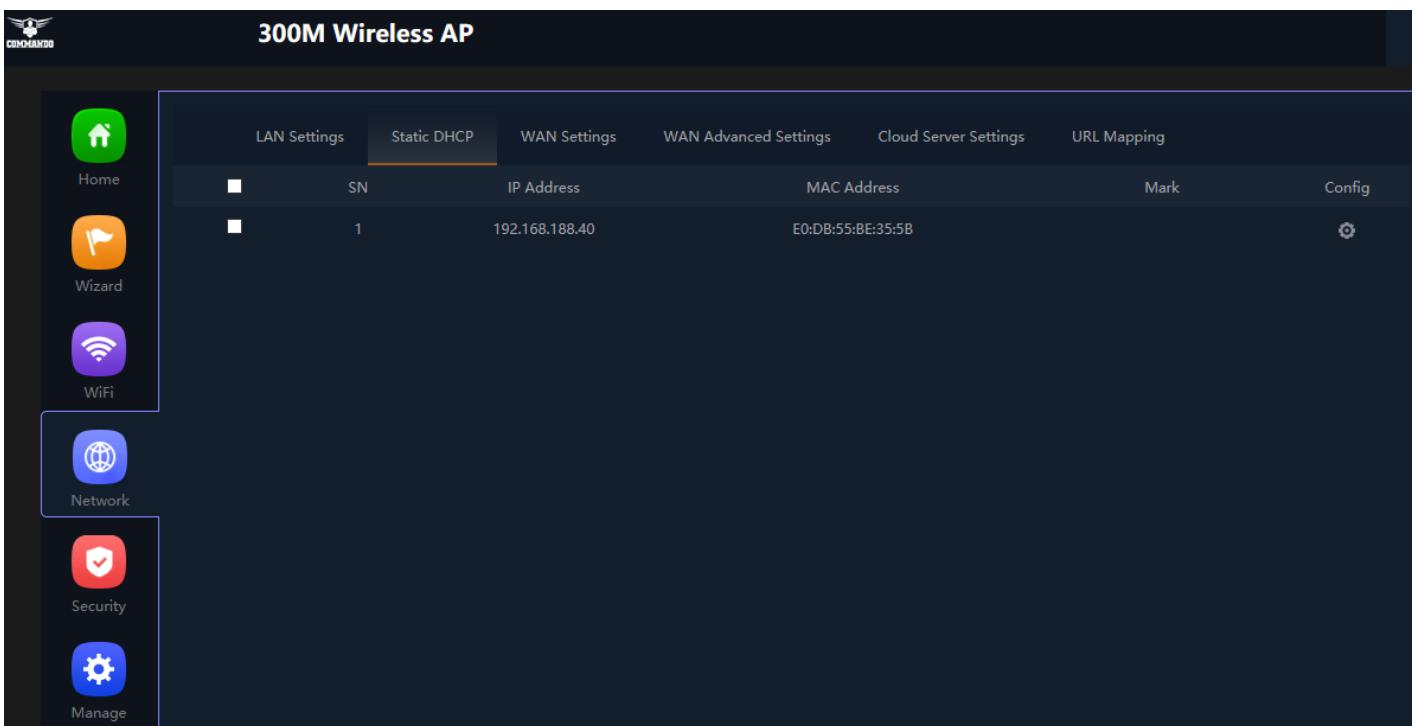 COMMANDO
300M Wireless AP
LAN Settings Static DHCP WAN Settings WAN Advanced Settings Cloud Server Settings URL Mapping
SN IP Address MAC Address Mark Config
1 192.168.188.40 E0:DB:55:BE:35:5B
Home
Wizard
WiFi
Network
Security
Manage